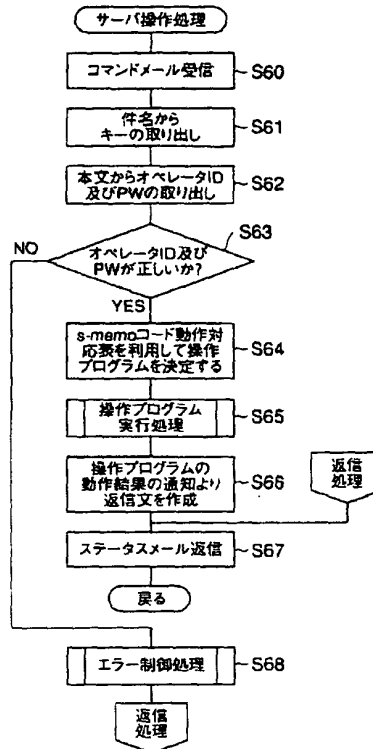 サーバ操作処理
コマンドメール受信
S60
件名から
キーの取り出し
S61
本文からオペレータID
及びPWの取り出し
S62
S63
NO
オペレータID及び
PWが正しいか?
YES
s-memoコード動作対
応表を利用して操作
プログラムを決定する
S64
操作プログラム
実行処理
S65
操作プログラムの
動作結果の通知より
返信文を作成
S66
返信
処理
ステータスメール返信
S67
戻る
エラー制御処理
S68
返信
処理